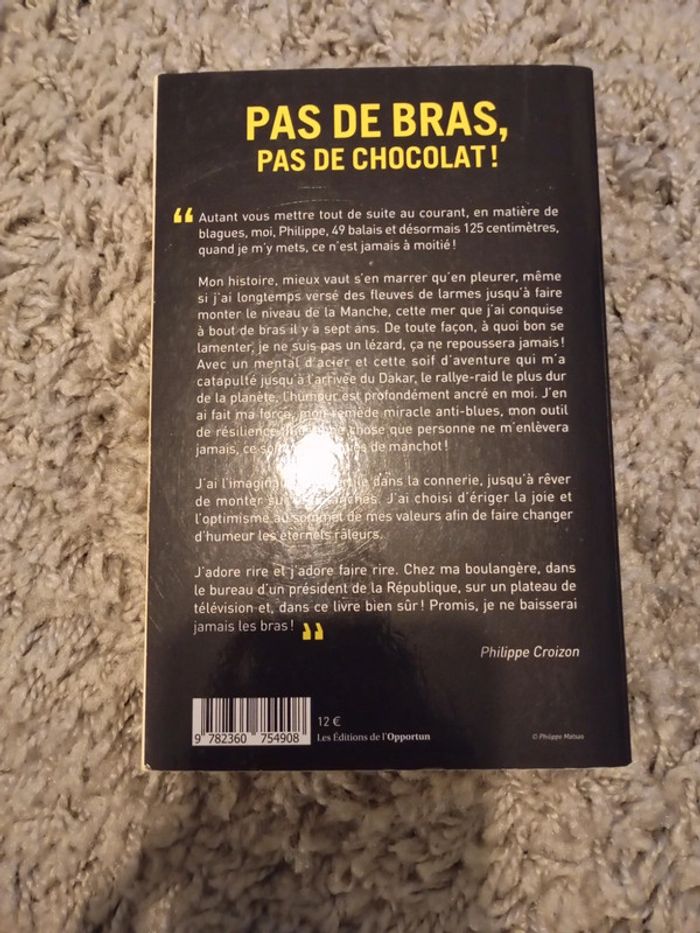 PAS DE BRAS,
PAS DE CHOCOLAT !
“ Autant vous mettre tout de suite au courant, en matière de
blagues, moi, Philippe, 49 balais et désormais 125 centimètres,
quand je m'y mets, ce n'est jamais à moitié !
Mon histoire, mieux vaut s'en marrer qu'en pleurer, même
si j'ai longtemps versé des fleuves de larmes jusqu'à faire
monter le niveau de la Manche, cette mer que j'ai conquise
à bout de bras il y a sept ans. De toute façon, à quoi bon se
lamenter, je ne suis pas un lézard, ça ne repoussera jamais !
Avec un mental d'acier et cette soif d'aventure qui m'a
catapulté jusqu'à l'arrivée du Dakar, le rallye-raid le plus dur
de la planète, l'humour est profondément ancré en moi. J'en
ai fait ma force, mon remède miracle anti-blues, mon outil
de résilience. chose que personne ne m'enlèvera
jamais, ce de manchot !
J'ai dans la connerie, jusqu'à rêver
de monter J'ai choisi d'ériger la joie et
l'optimisme au sommet de mes valeurs afin de faire changer
d'humeur les éternels râleurs.
J'adore rire et j'adore faire rire. Chez ma boulangère, dans
le bureau d'un président de la République, sur un plateau de
télévision et, dans ce livre bien sûr ! Promis, je ne baisserai
jamais les bras ! ”
Philippe Croizon
9 782360 754908
12 €
Les Éditions de l'Opportun
© Philippe Matsas